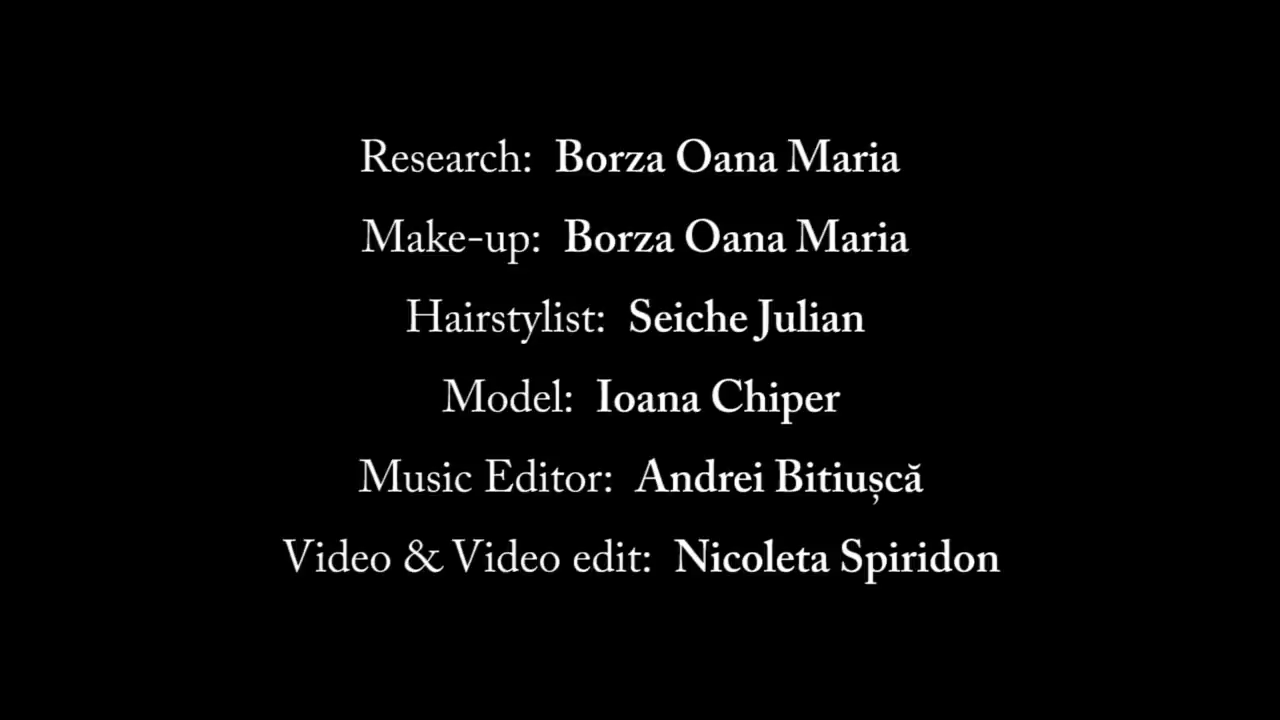 Research: Borza Oana Maria
Make-up: Borza Oana Maria
Hairstylist: Seiche Julian
Model: Ioana Chiper
Music Editor: Andrei Bitiușcă
Video & Video edit: Nicoleta Spiridon